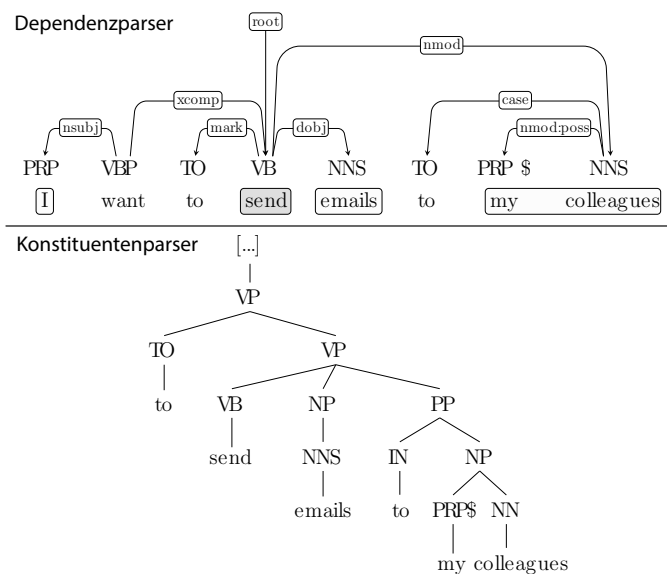 Dependenzparser
root
nmod
xcomp case
nsubj mark dobj nmod:poss
PRP VBP TO VB NNS TO PRP $ NNS
I want to send emails to my colleagues
Konstituentenparser [...]
VP
TO VP
to VB NP PP
send NNS IN NP
emails to PRP$ NN
my colleagues